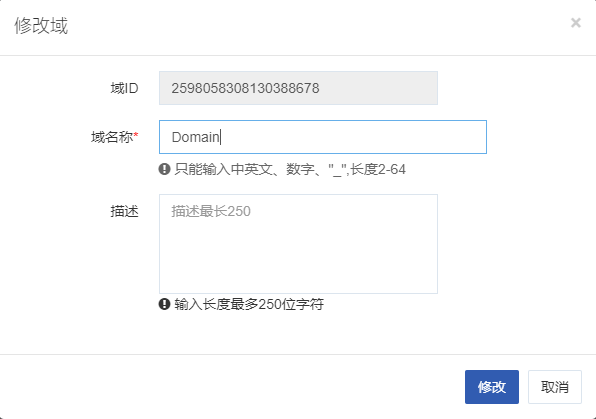 修改域
×
域ID 2598058308130388678
域名称* Domain
只能输入中英文、数字、"_",长度2-64
描述 描述最长250
输入长度最多250位字符
修改 取消